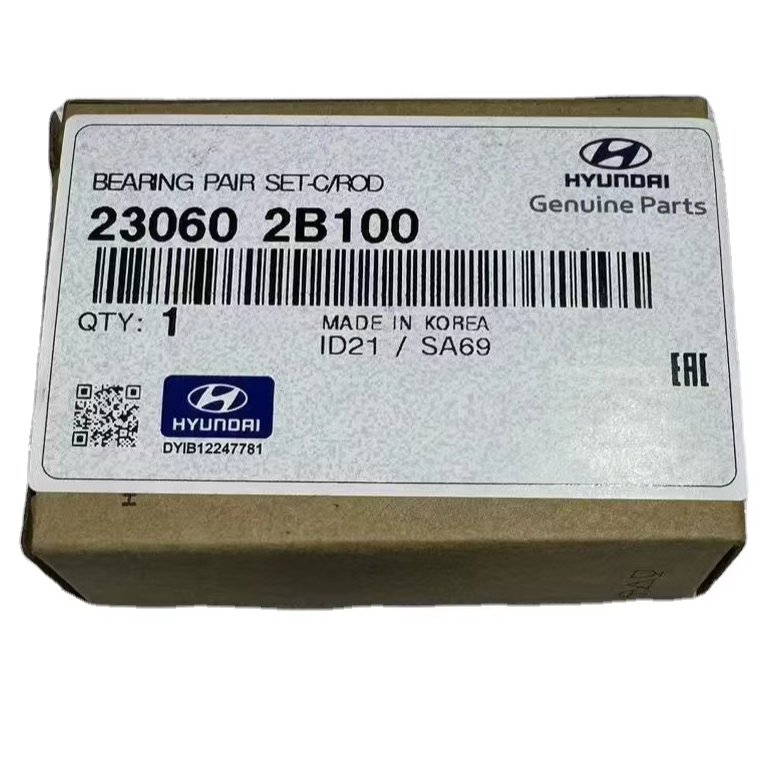 HYUNDAI
Genuine Parts
BEARING PAIR SET-C/ROD
23060 2B100
QTY: 1
MADE IN KOREA
ID21 / SA69
EAC
HYUNDAI
DYIB12247781
H